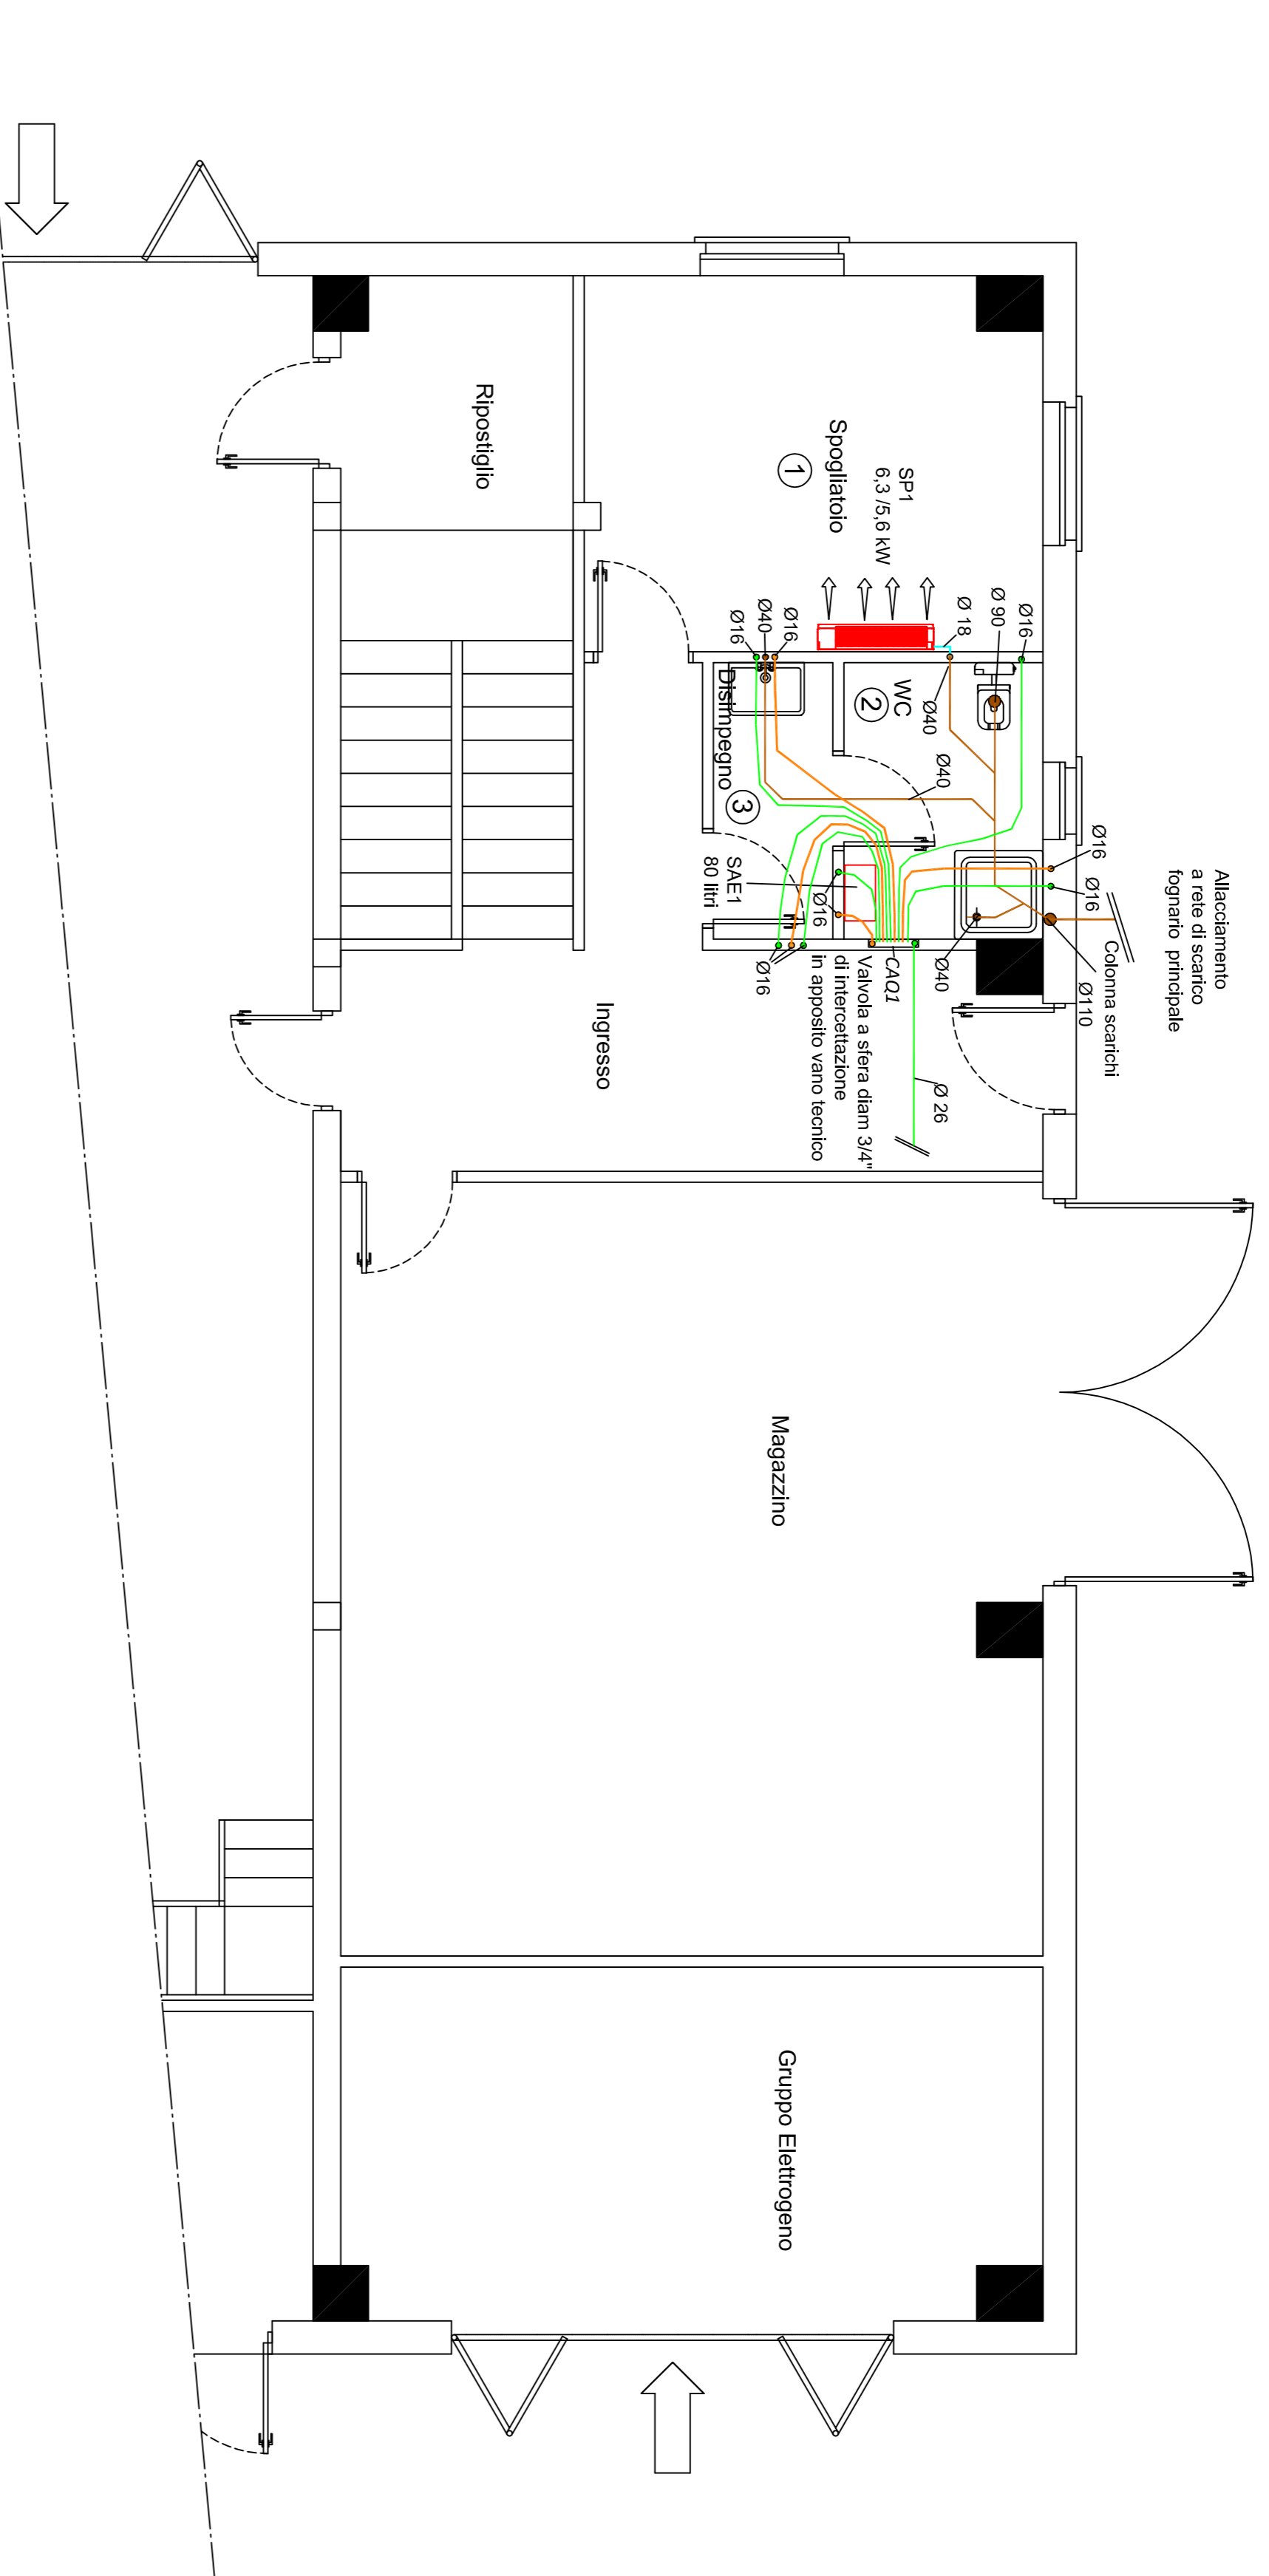 Allacciamento
a rete di scarico
fognario principale
Colonna scarichi
Ø110
Ø16
Ø16
Ø16
Ø 90
Ø 18
Ø40
Ø40
Ø40
Ø 26
SP1
6,3 /5,6 kW
Spogliatoio
1
WC
2
CAQ1
Valvola a sfera diam 3/4"
di intercettazione
in apposito vano tecnico
Ø16
Ø40
Ø16
Disimpegno
3
SAE1
80 litri
Ø16
Ø16
Ripostiglio
Ingresso
Magazzino
Gruppo Elettrogeno